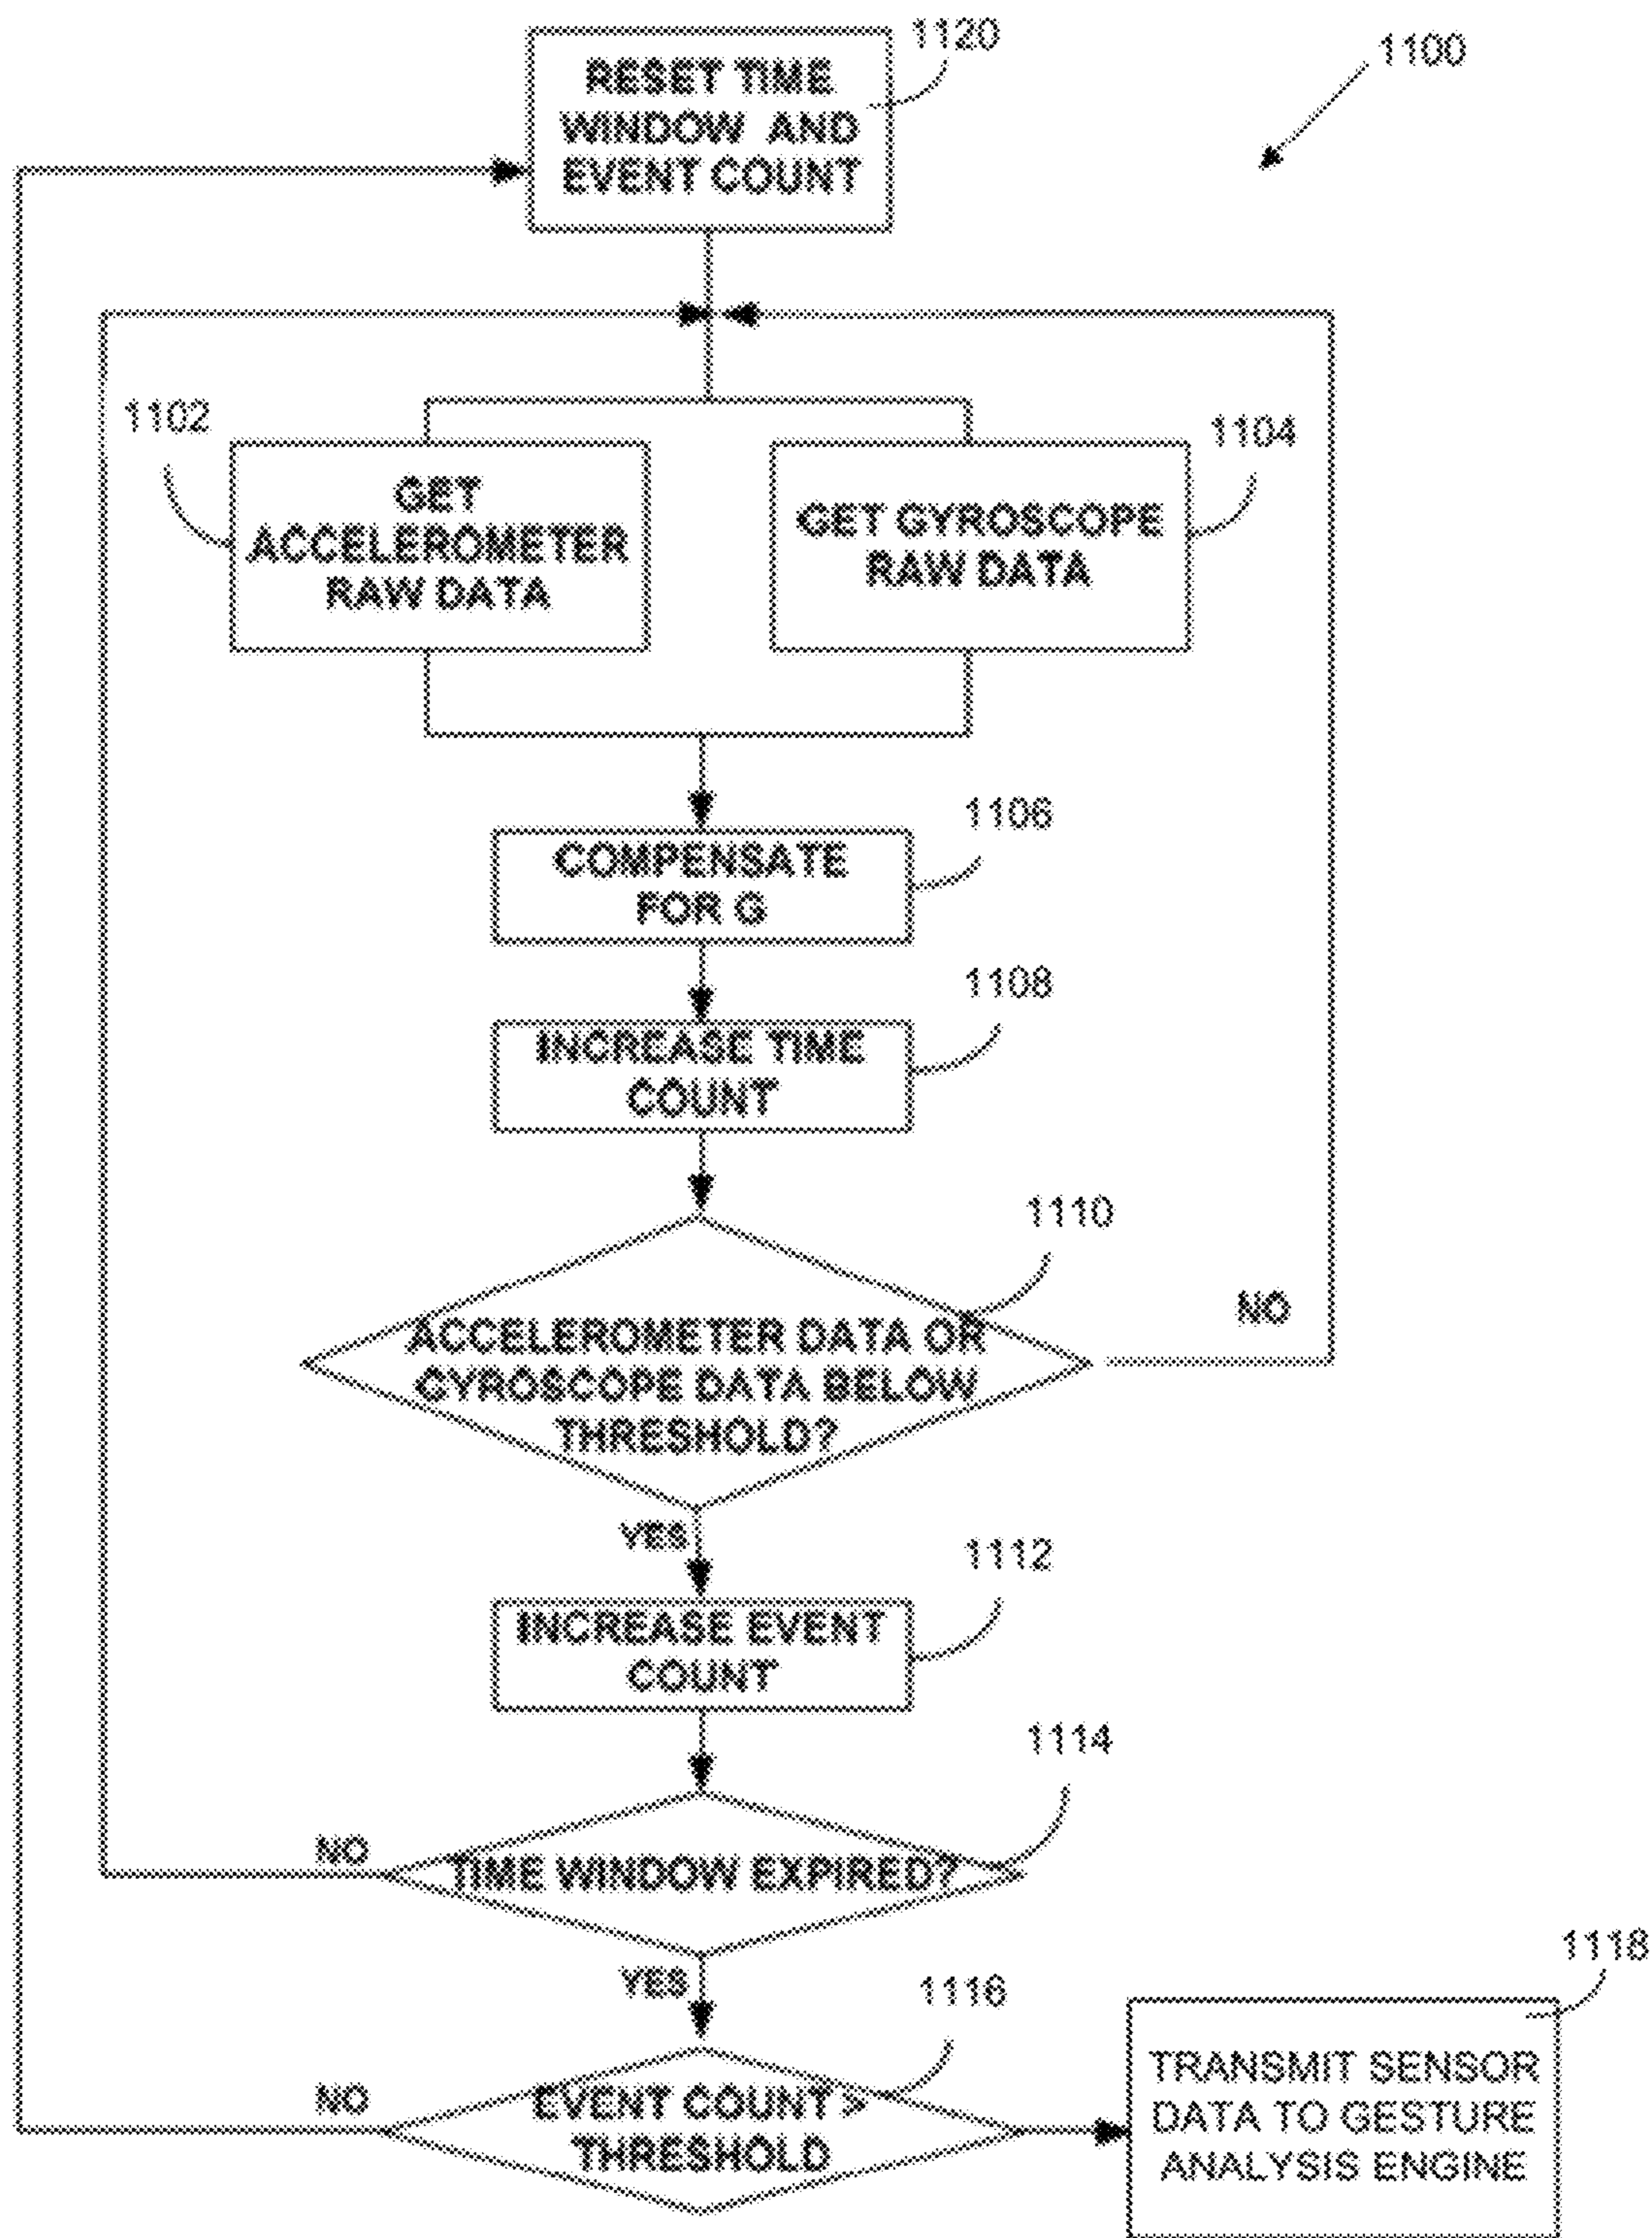 1120
1100
RESET TIME
WINDOW AND
EVENT COUNT
1102
1104
GET
ACCELEROMETER
RAW DATA
GET GYROSCOPE
RAW DATA
1106
COMPENSATE
FOR G
1108
INCREASE TIME
COUNT
1110
NO
ACCELEROMETER DATA OR
GYROSCOPE DATA BELOW
THRESHOLD?
YES
1112
INCREASE EVENT
COUNT
1114
NO
TIME WINDOW EXPIRED?
YES
1116
1118
NO
EVENT COUNT >
THRESHOLD
TRANSMIT SENSOR
DATA TO GESTURE
ANALYSIS ENGINE